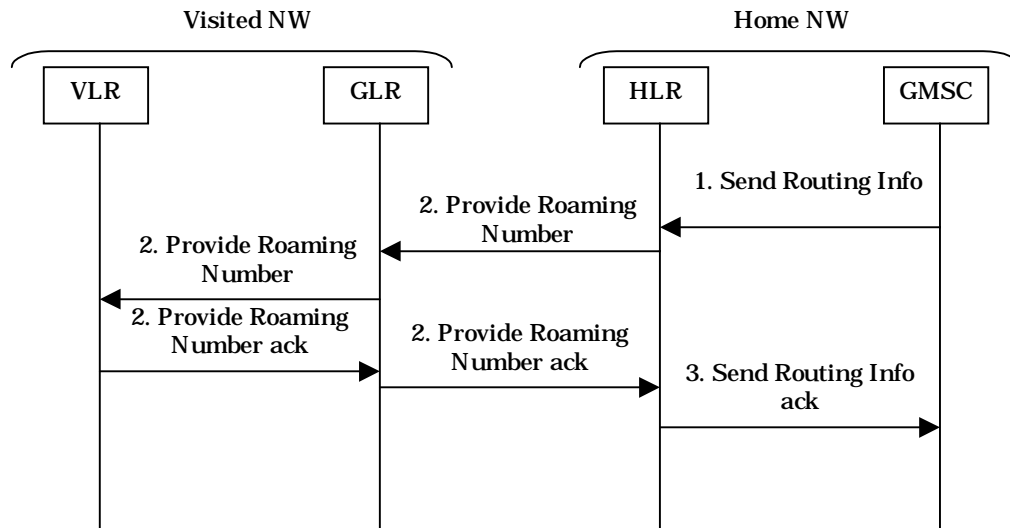 Visited NW
Home NW
VLR
GLR
HLR
GMSC
1. Send Routing Info
2. Provide Roaming
Number
2. Provide Roaming
Number
2. Provide Roaming
Number ack
2. Provide Roaming
Number ack
3. Send Routing Info
ack